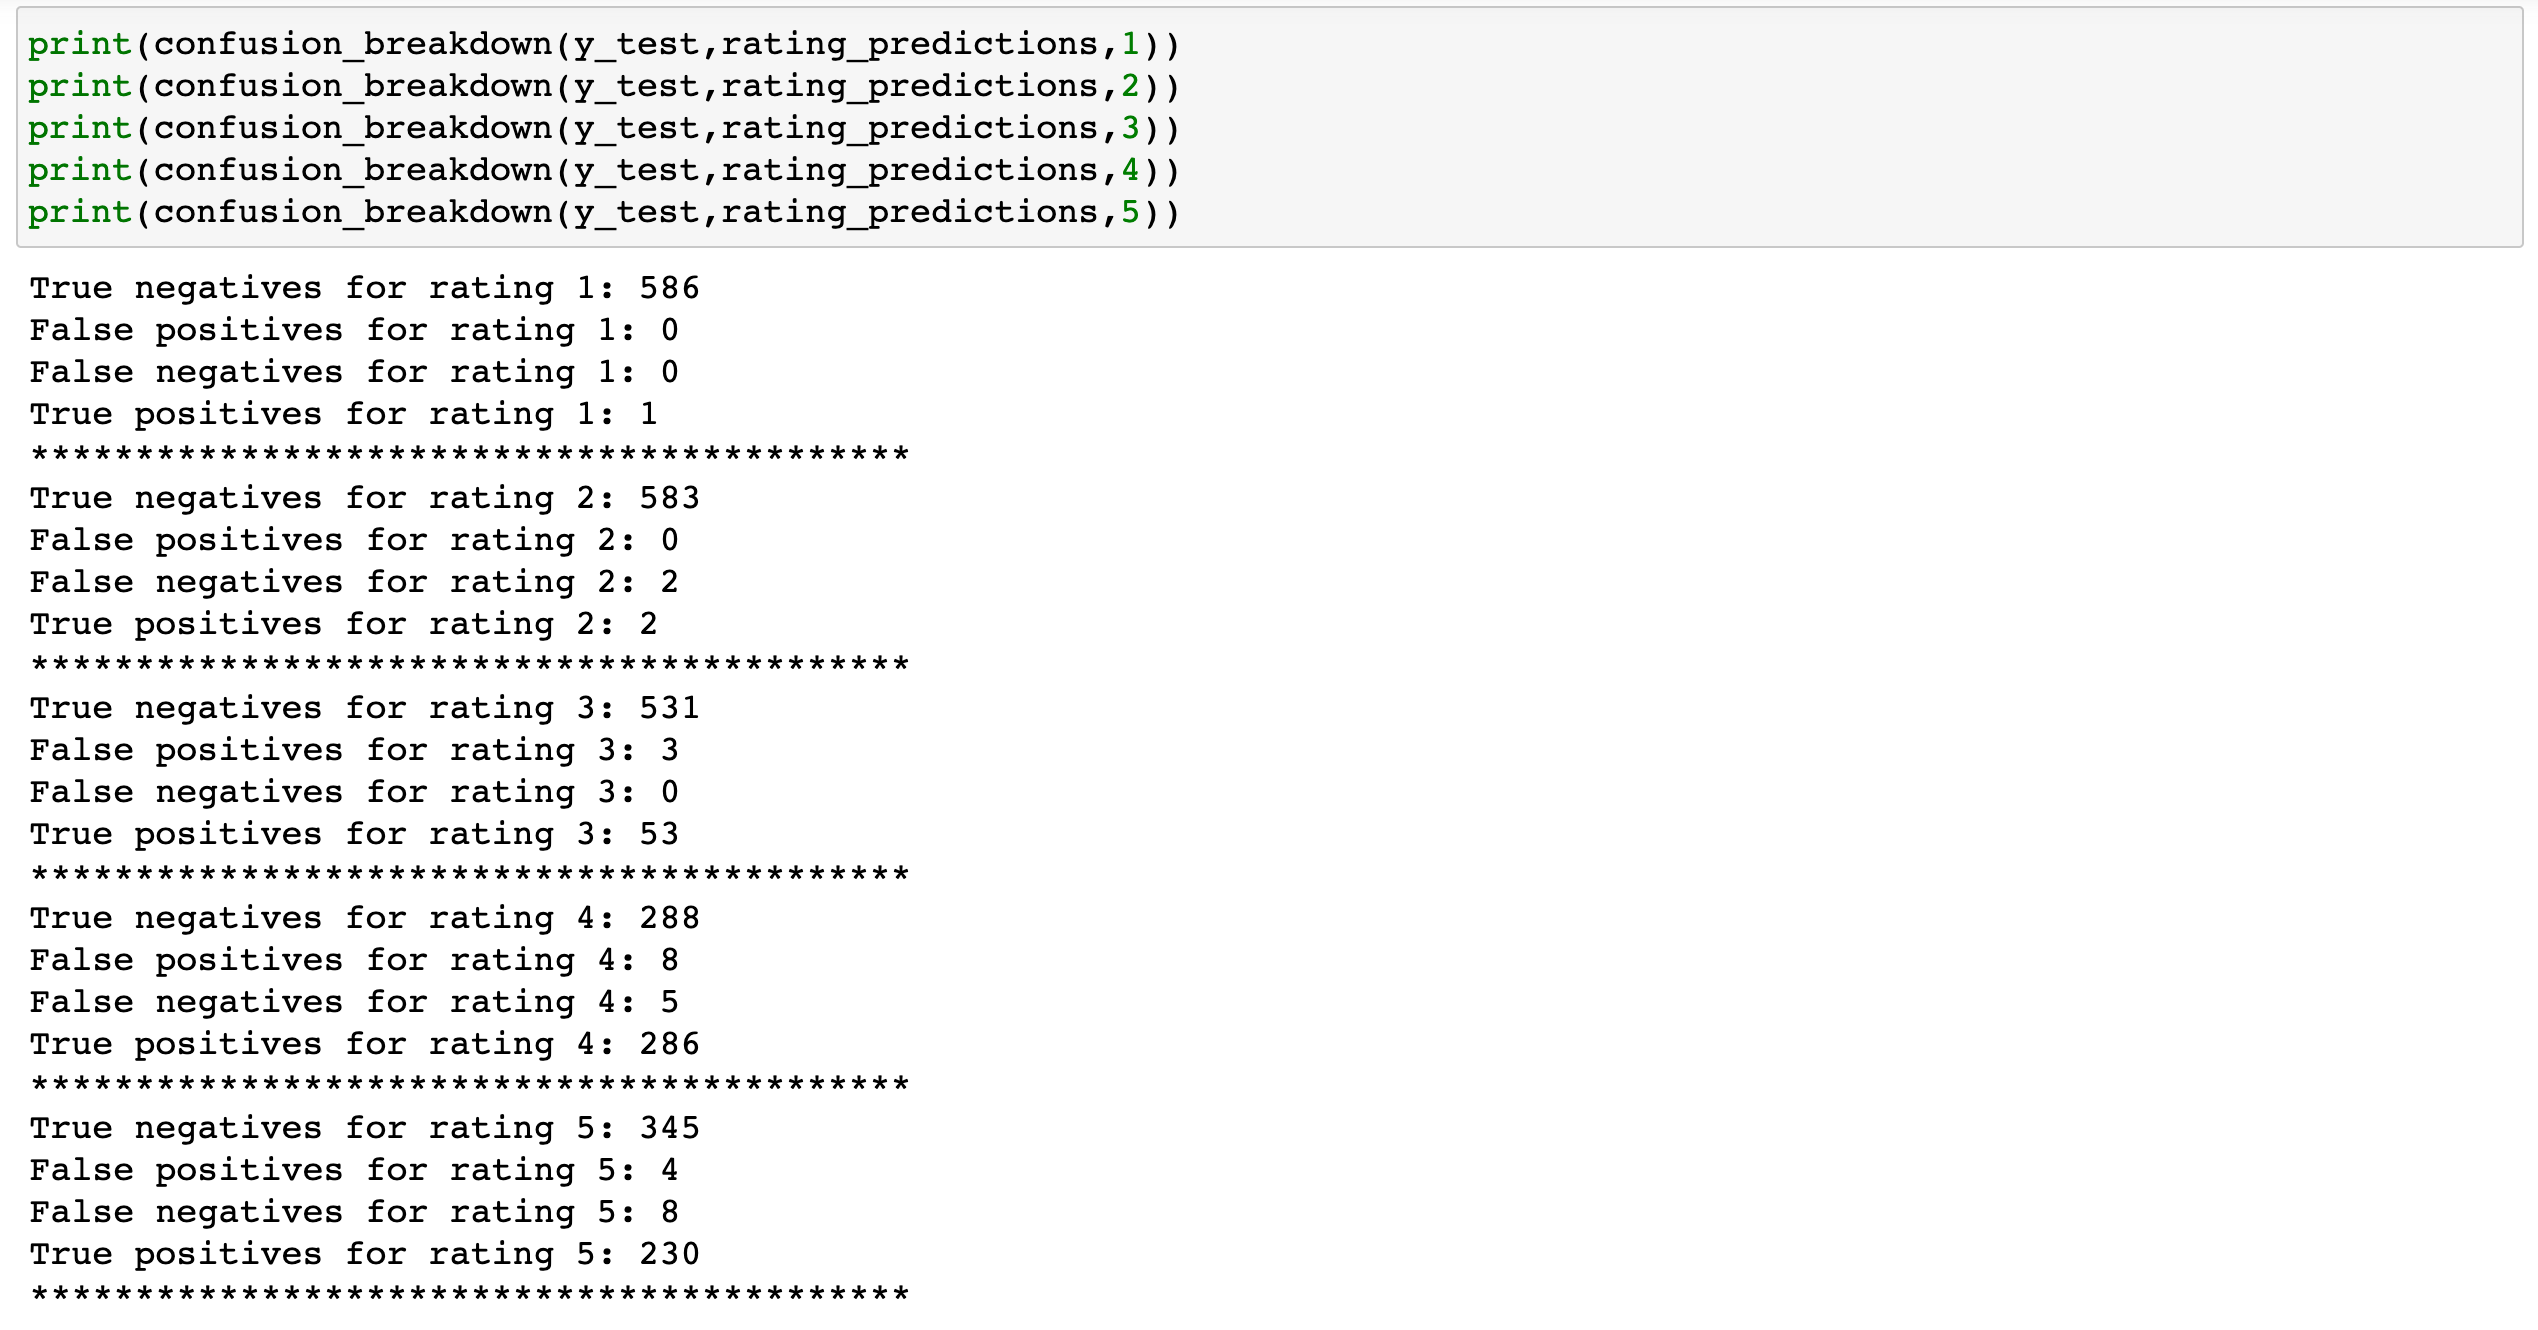 print(confusion_breakdown(y_test,rating_predictions,1))
print(confusion_breakdown(y_test,rating_predictions,2))
print(confusion_breakdown(y_test,rating_predictions,3))
print(confusion_breakdown(y_test,rating_predictions,4))
print(confusion_breakdown(y_test,rating_predictions,5))
True negatives for rating 1: 586
False positives for rating 1: 0
False negatives for rating 1: 0
True positives for rating 1: 1
******************************************
True negatives for rating 2: 583
False positives for rating 2: 0
False negatives for rating 2: 2
True positives for rating 2: 2
******************************************
True negatives for rating 3: 531
False positives for rating 3: 3
False negatives for rating 3: 0
True positives for rating 3: 53
******************************************
True negatives for rating 4: 288
False positives for rating 4: 8
False negatives for rating 4: 5
True positives for rating 4: 286
******************************************
True negatives for rating 5: 345
False positives for rating 5: 4
False negatives for rating 5: 8
True positives for rating 5: 230
******************************************